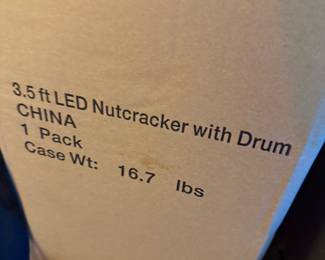 3.5 ft LED Nutcracker with Drum
CHINA
1 Pack
Case Wt: 16.7 lbs